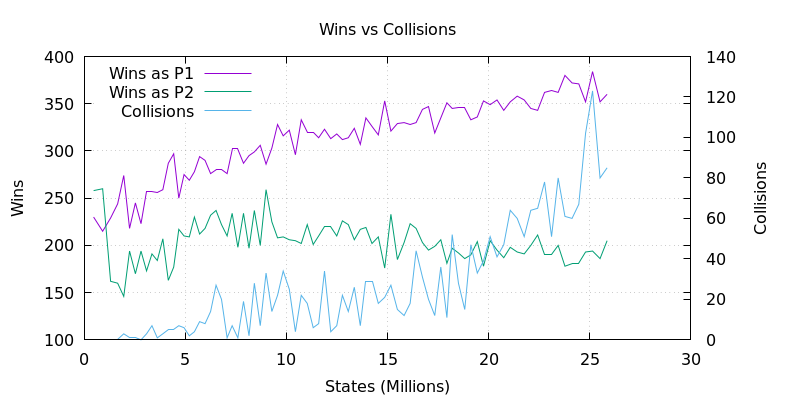 Wins vs Collisions
400
350
300
250
200
150
100
140
120
100
80
60
40
20
0
Wins as P1
Wins as P2
Collisions
Wins
Collisions
0 5 10 15 20 25 30
States (Millions)